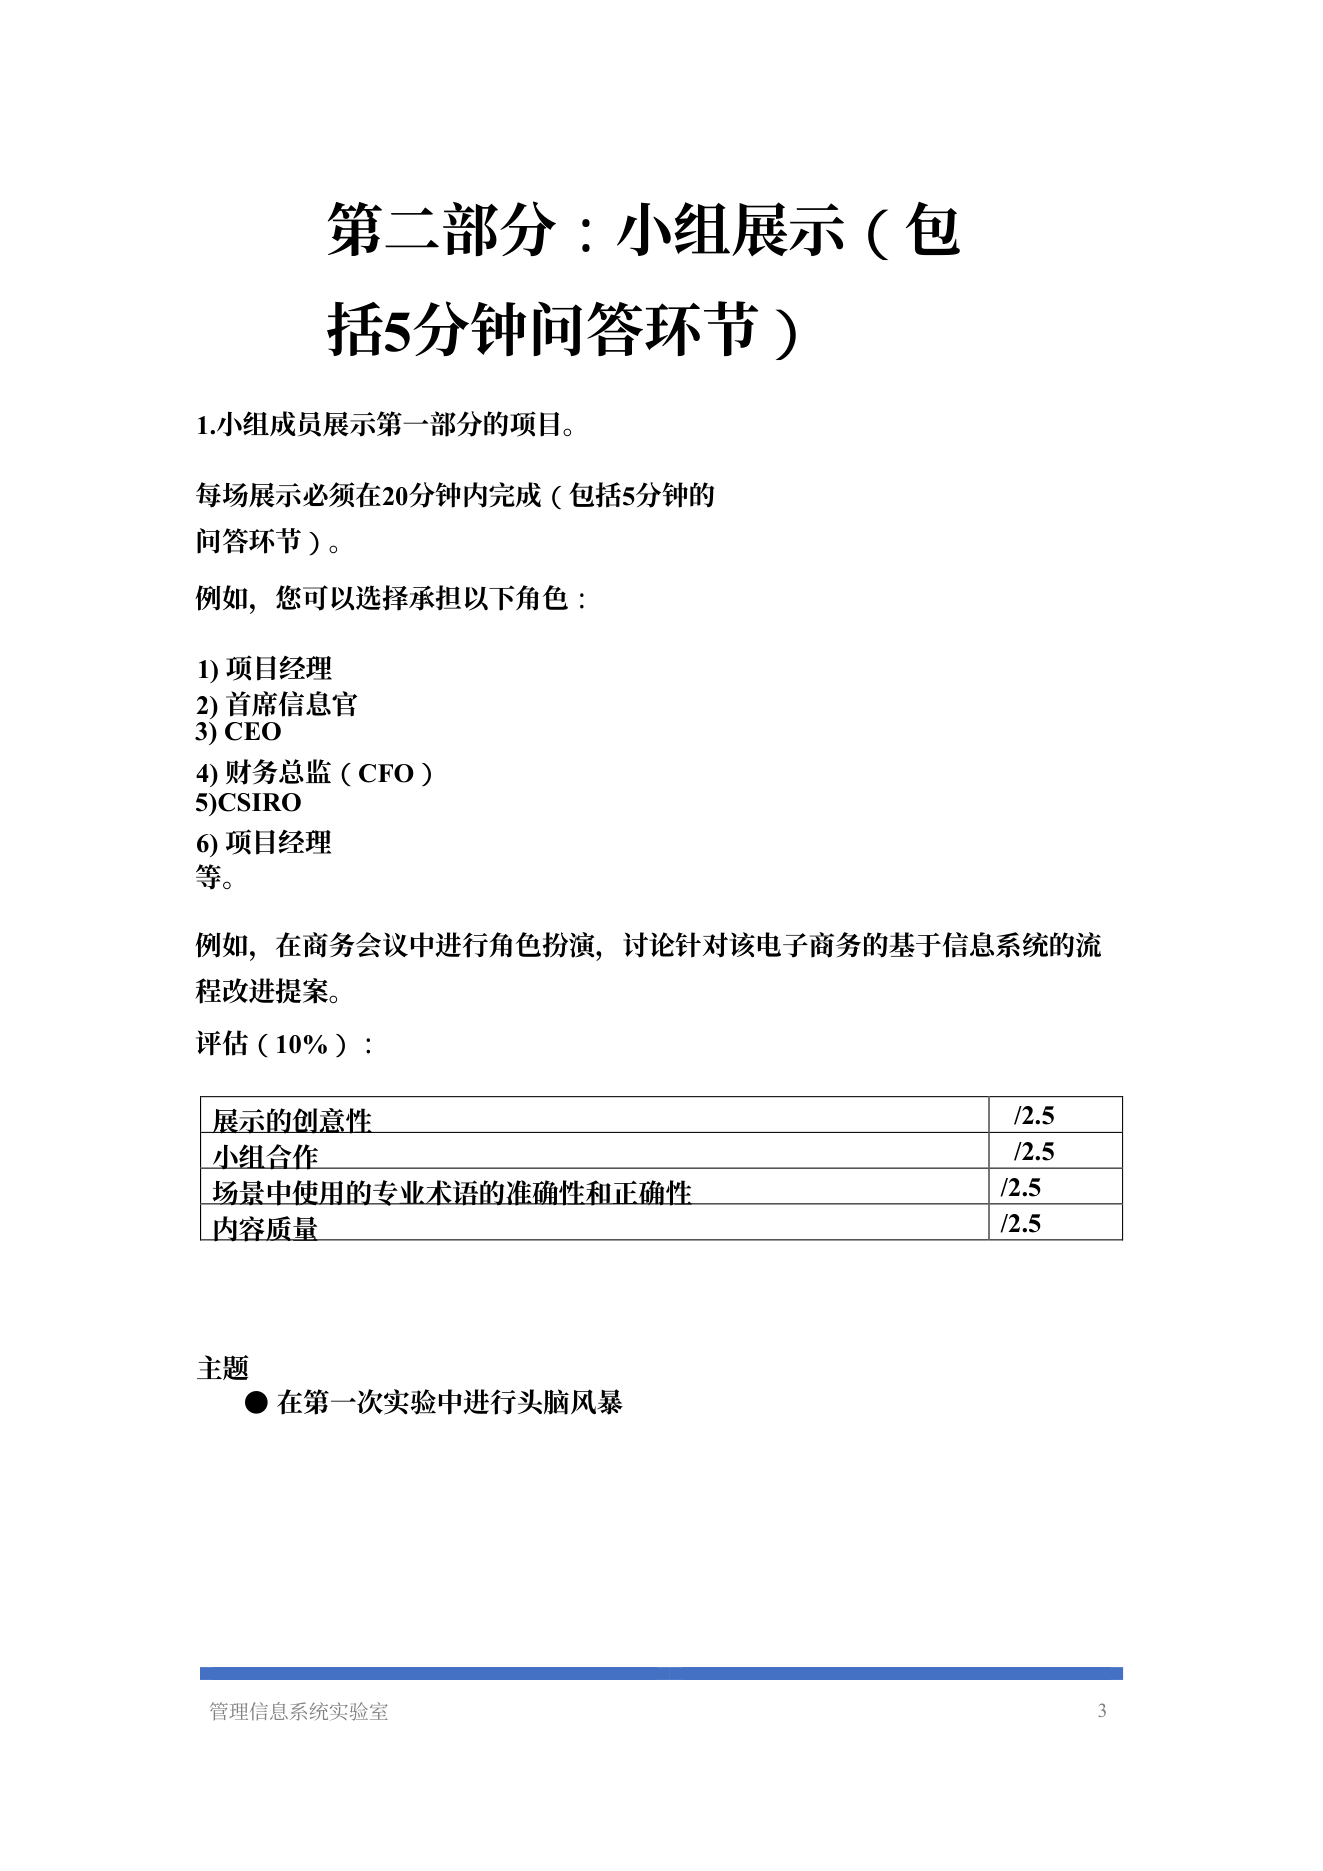 第二部分：小组展示（包
括5分钟问答环节）
1.小组成员展示第一部分的项目。
每场展示必须在20分钟内完成（包括5分钟的
问答环节）。
例如，您可以选择承担以下角色：
1) 项目经理
2) 首席信息官
3) CEO
4) 财务总监（CFO）
5)CSIRO
6) 项目经理
等。
例如，在商务会议中进行角色扮演，讨论针对该电子商务的基于信息系统的流
程改进提案。
评估（10%）：
展示的创意性 /2.5
小组合作 /2.5
场景中使用的专业术语的准确性和正确性 /2.5
内容质量 /2.5
主题
● 在第一次实验中进行头脑风暴
管理信息系统实验室 3